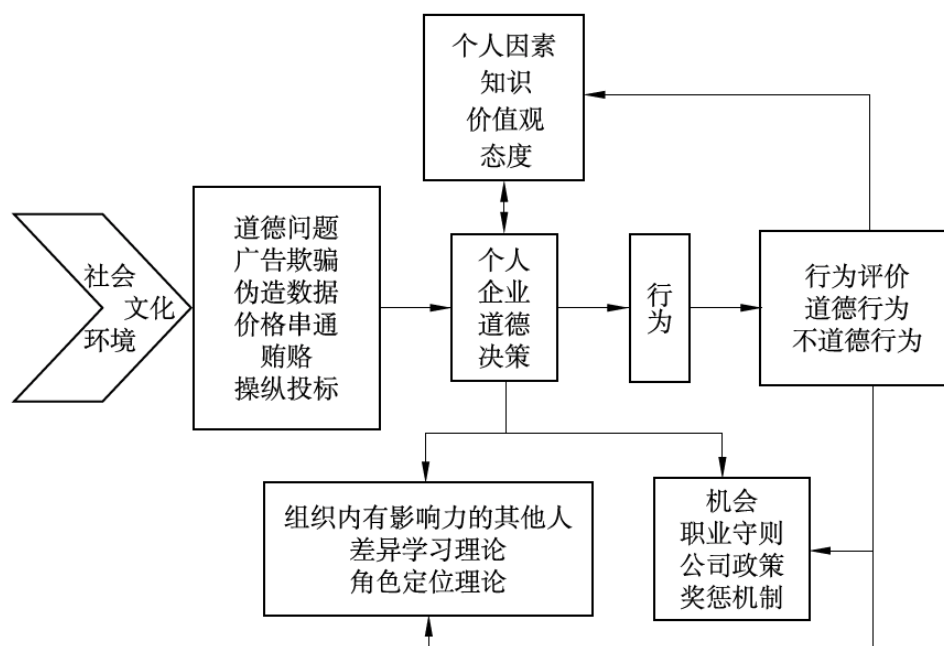 个人因素
知识
价值观
态度
社会
文化
环境
道德问题
广告欺骗
伪造数据
价格串通
贿赂
操纵投标
个人
企业
道德
决策
行
为
行为评价
道德行为
不道德行为
组织内有影响力的其他人
差异学习理论
角色定位理论
机会
职业守则
公司政策
奖惩机制